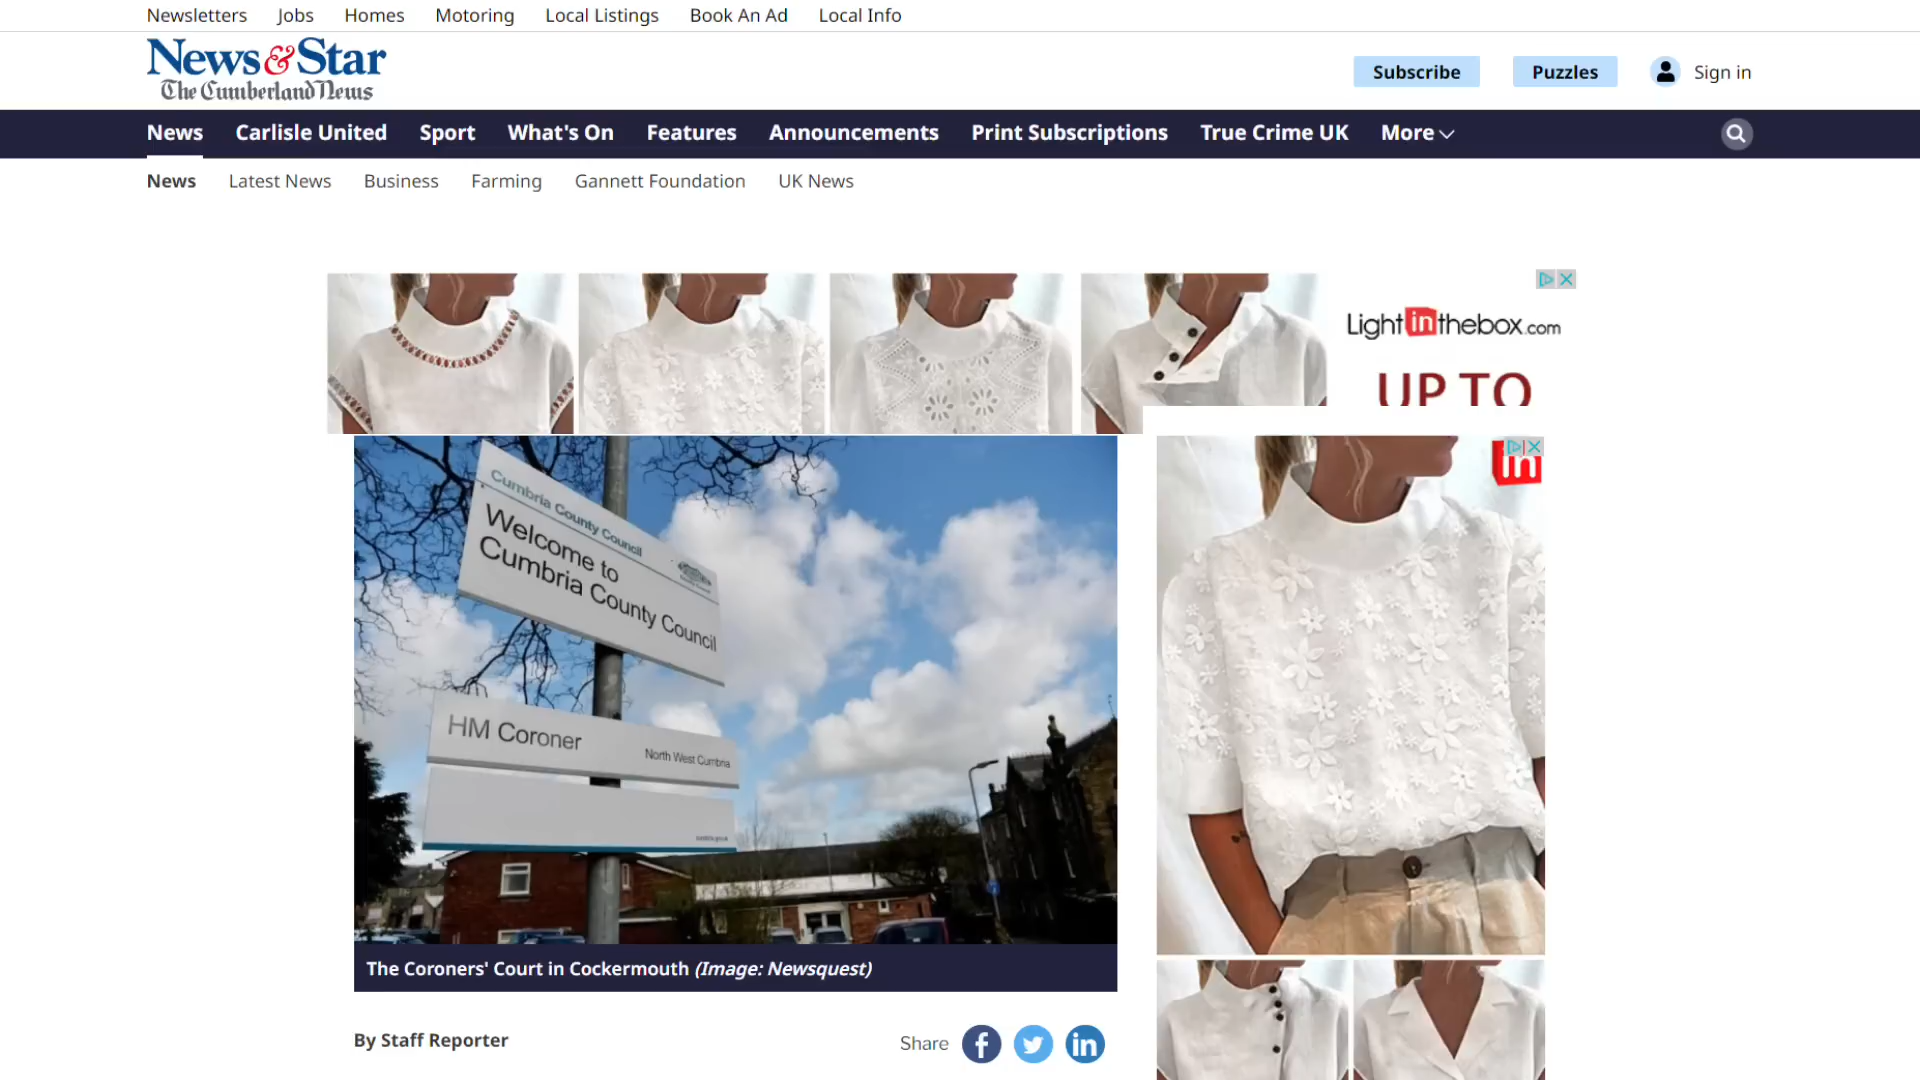 Newsletters Jobs Homes Motoring Local Listings Book An Ad Local Info
News&Star
The Cumberland News
Subscribe Puzzles Sign in
News Carlisle United Sport What's On Features Announcements Print Subscriptions True Crime UK More
News Latest News Business Farming Gannett Foundation UK News
Lightinthebox.com
UP TO
in
Cumbria County Council
Welcome to
Cumbria County Council
HM Coroner
North West Cumbria
The Coroners' Court in Cockermouth (Image: Newsquest)
By Staff Reporter
Share